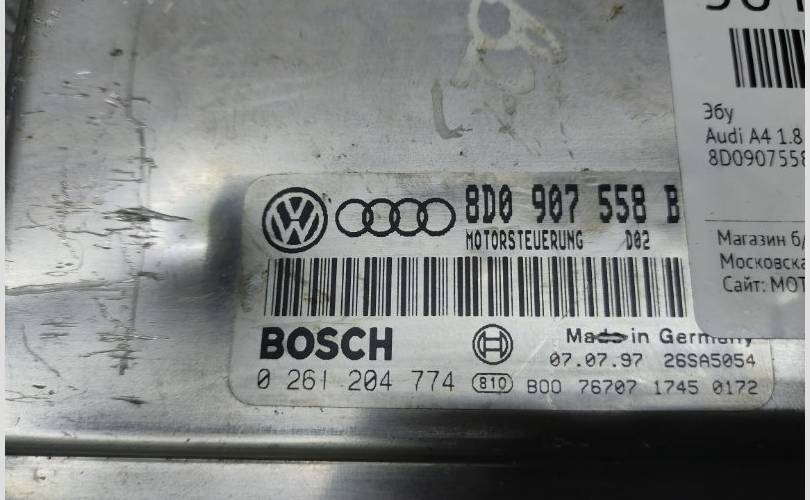 8D0 907 558 B
MOTORSTEUERUNG D02
BOSCH
Made in Germany
07.07.97 26SA5054
0 261 204 774 810 B00 76707 1745 0172
Эбу
Audi A4 1.8
8D0907558
Магазин б/
Московска
Сайт: МОТ